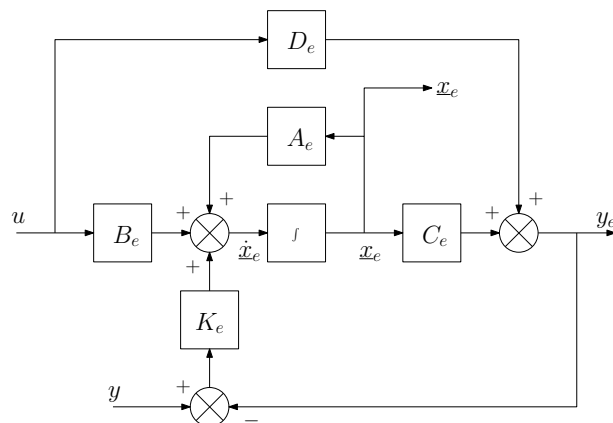 D_e
x_e
A_e
+
u
B_e
+
ẋ_e
∫
x_e
C_e
+
+
y_e
+
K_e
y
+
−